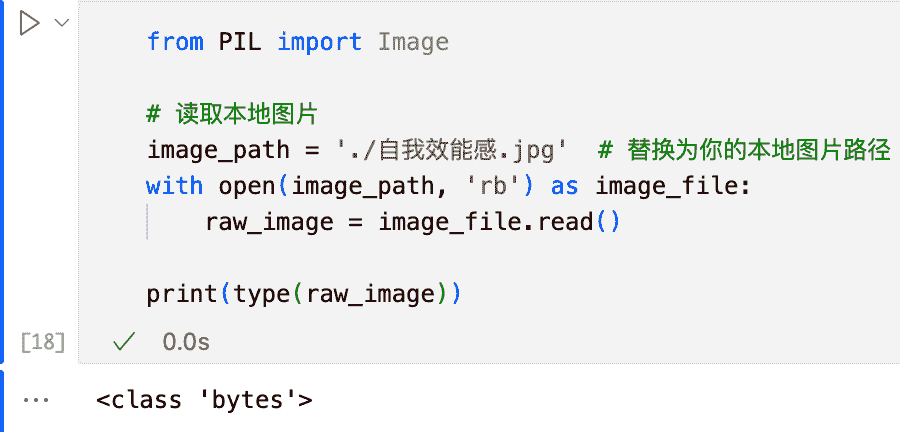 from PIL import Image
# 读取本地图片
image_path = './自我效能感.jpg'  # 替换为你的本地图片路径
with open(image_path, 'rb') as image_file:
    raw_image = image_file.read()
print(type(raw_image))
[18]
0.0s
... <class 'bytes'>